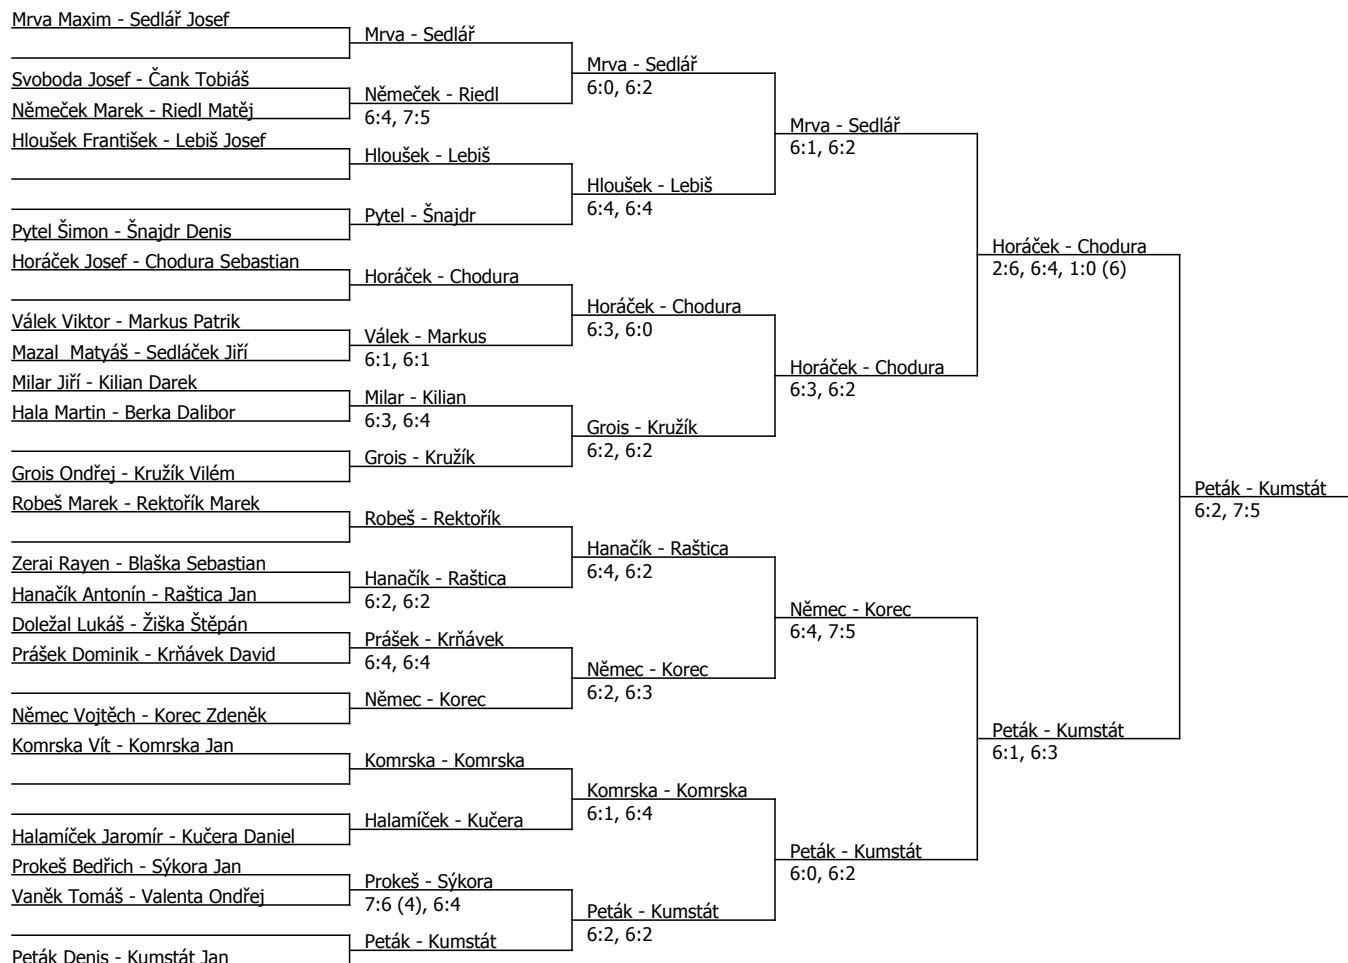 Mrva Maxim - Sedlář Josef
Svoboda Josef - Čank Tobiáš
Němeček Marek - Riedl Matěj
Hloušek František - Lebiš Josef
Pytel Šimon - Šnajdr Denis
Horáček Josef - Chodura Sebastian
Válek Viktor - Markus Patrik
Mazal  Matyáš - Sedláček Jiří
Milar Jiří - Kilian Darek
Hala Martin - Berka Dalibor
Grois Ondřej - Kružík Vilém
Robeš Marek - Rektořík Marek
Zerai Rayen - Blaška Sebastian
Hanačík Antonín - Raštica Jan
Doležal Lukáš - Žiška Štěpán
Prášek Dominik - Krňávek David
Němec Vojtěch - Korec Zdeněk
Komrska Vít - Komrska Jan
Halamíček Jaromír - Kučera Daniel
Prokeš Bedřich - Sýkora Jan
Vaněk Tomáš - Valenta Ondřej
Peták Denis - Kumstát Jan
Mrva - Sedlář
Němeček - Riedl
6:4, 7:5
Hloušek - Lebiš
Pytel - Šnajdr
Horáček - Chodura
Válek - Markus
6:1, 6:1
Milar - Kilian
6:3, 6:4
Grois - Kružík
Robeš - Rektořík
Hanačík - Raštica
6:2, 6:2
Prášek - Krňávek
6:4, 6:4
Němec - Korec
Komrska - Komrska
Halamíček - Kučera
Prokeš - Sýkora
7:6 (4), 6:4
Peták - Kumstát
Mrva - Sedlář
6:0, 6:2
Hloušek - Lebiš
6:4, 6:4
Horáček - Chodura
6:3, 6:0
Grois - Kružík
6:2, 6:2
Hanačík - Raštica
6:4, 6:2
Němec - Korec
6:2, 6:3
Komrska - Komrska
6:1, 6:4
Peták - Kumstát
6:2, 6:2
Mrva - Sedlář
6:1, 6:2
Horáček - Chodura
6:3, 6:2
Němec - Korec
6:4, 7:5
Peták - Kumstát
6:0, 6:2
Horáček - Chodura
2:6, 6:4, 1:0 (6)
Peták - Kumstát
6:1, 6:3
Peták - Kumstát
6:2, 7:5